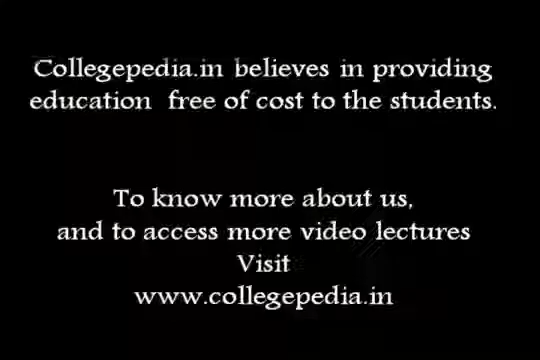 Collegepedia.in believes in providing
education free of cost to the students.
To know more about us,
and to access more video lectures
Visit
www.collegepedia.in